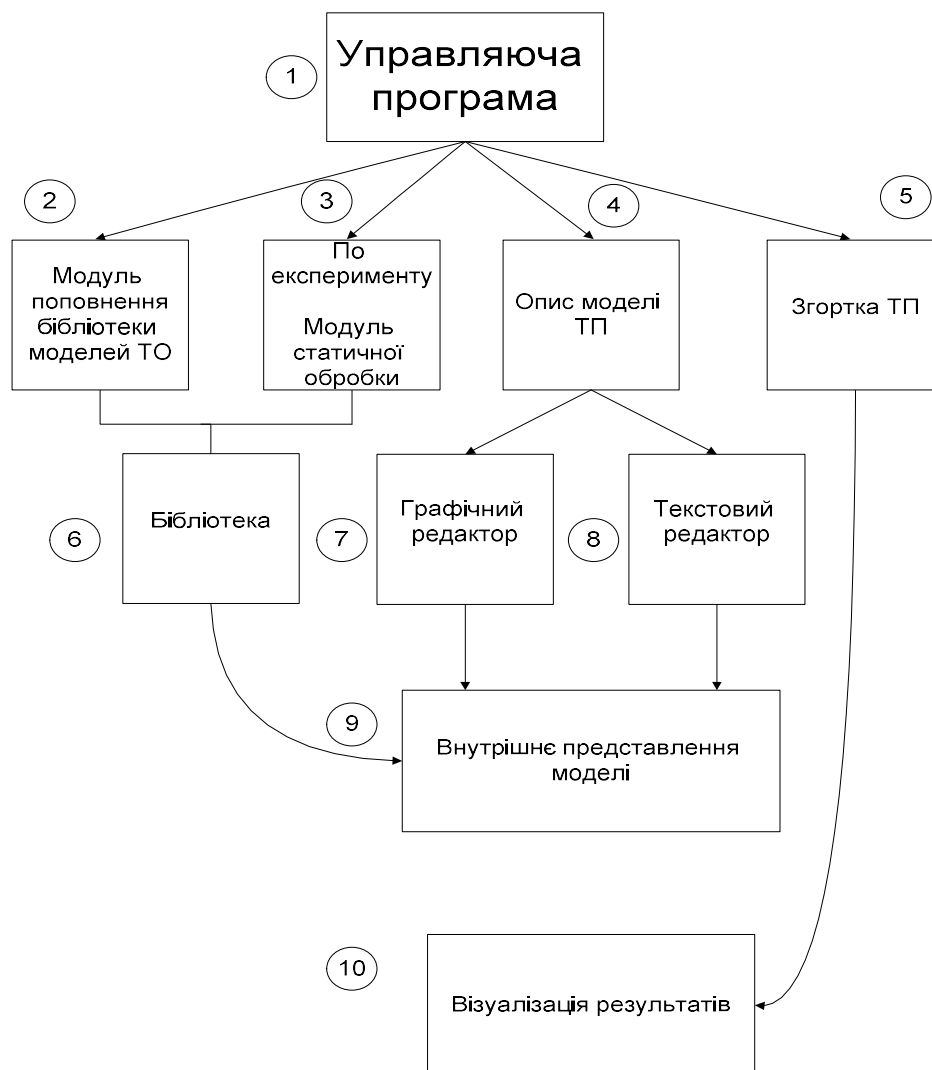 1
Управляюча
програма
2
3
4
5
Модуль
поповнення
бібліотеки
моделей ТО
По
експерименту
Модуль
статичної
обробки
Опис моделі
ТП
Згортка ТП
6
Бібліотека
7
Графічний
редактор
8
Текстовий
редактор
9
Внутрішнє представлення
моделі
10
Візуалізація результатів